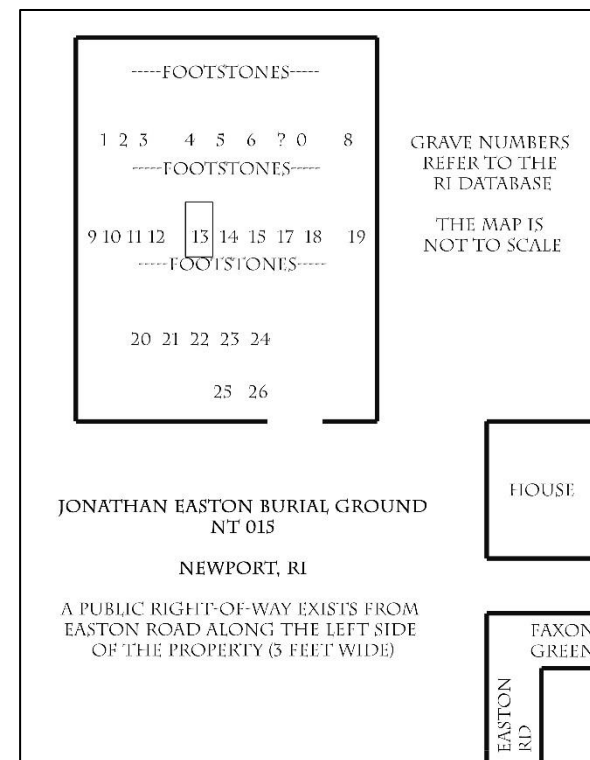 -----FOOTSTONES-----
1 2 3 4 5 6 ? 0 8
-----FOOTSTONES-----
9 10 11 12 13 14 15 17 18 19
-----FOOTSTONES-----
20 21 22 23 24
25 26
GRAVE NUMBERS
REFER TO THE
RI DATABASE
THE MAP IS
NOT TO SCALE
JONATHAN EASTON BURIAL GROUND
NT 015
NEWPORT, RI
A PUBLIC RIGHT-OF-WAY EXISTS FROM
EASTON ROAD ALONG THE LEFT SIDE
OF THE PROPERTY (3 FEET WIDE)
HOUSE
FAXON
GREEN
EASTON
RD